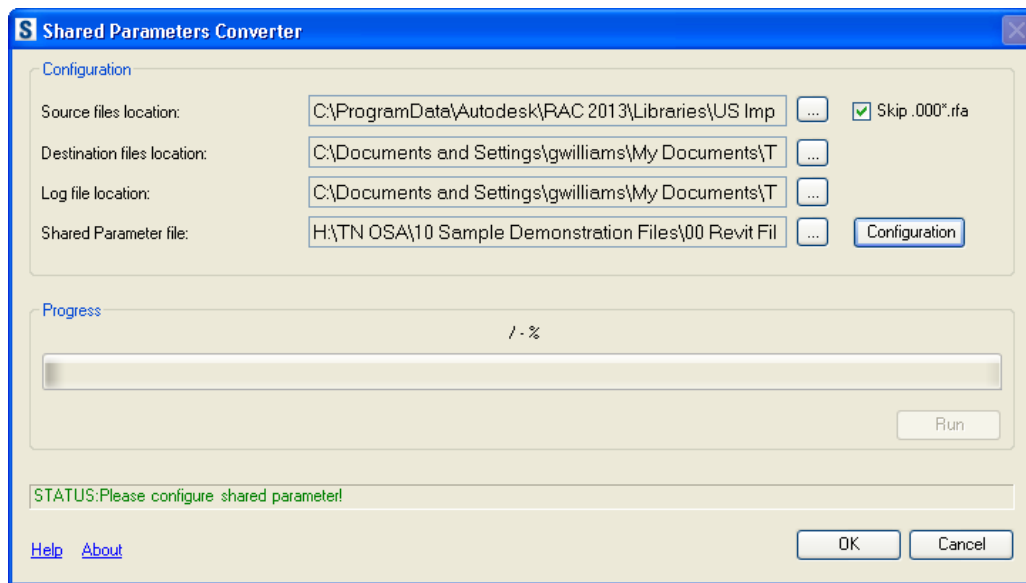 S Shared Parameters Converter
Configuration
Source files location: C:\ProgramData\Autodesk\RAC 2013\Libraries\US Imp ... Skip .000*.rfa
Destination files location: C:\Documents and Settings\gwilliams\My Documents\T ...
Log file location: C:\Documents and Settings\gwilliams\My Documents\T ...
Shared Parameter file: H:\TN OSA\10 Sample Demonstration Files\00 Revit Fil ... Configuration
Progress
/ - %
Run
STATUS:Please configure shared parameter!
Help About OK Cancel